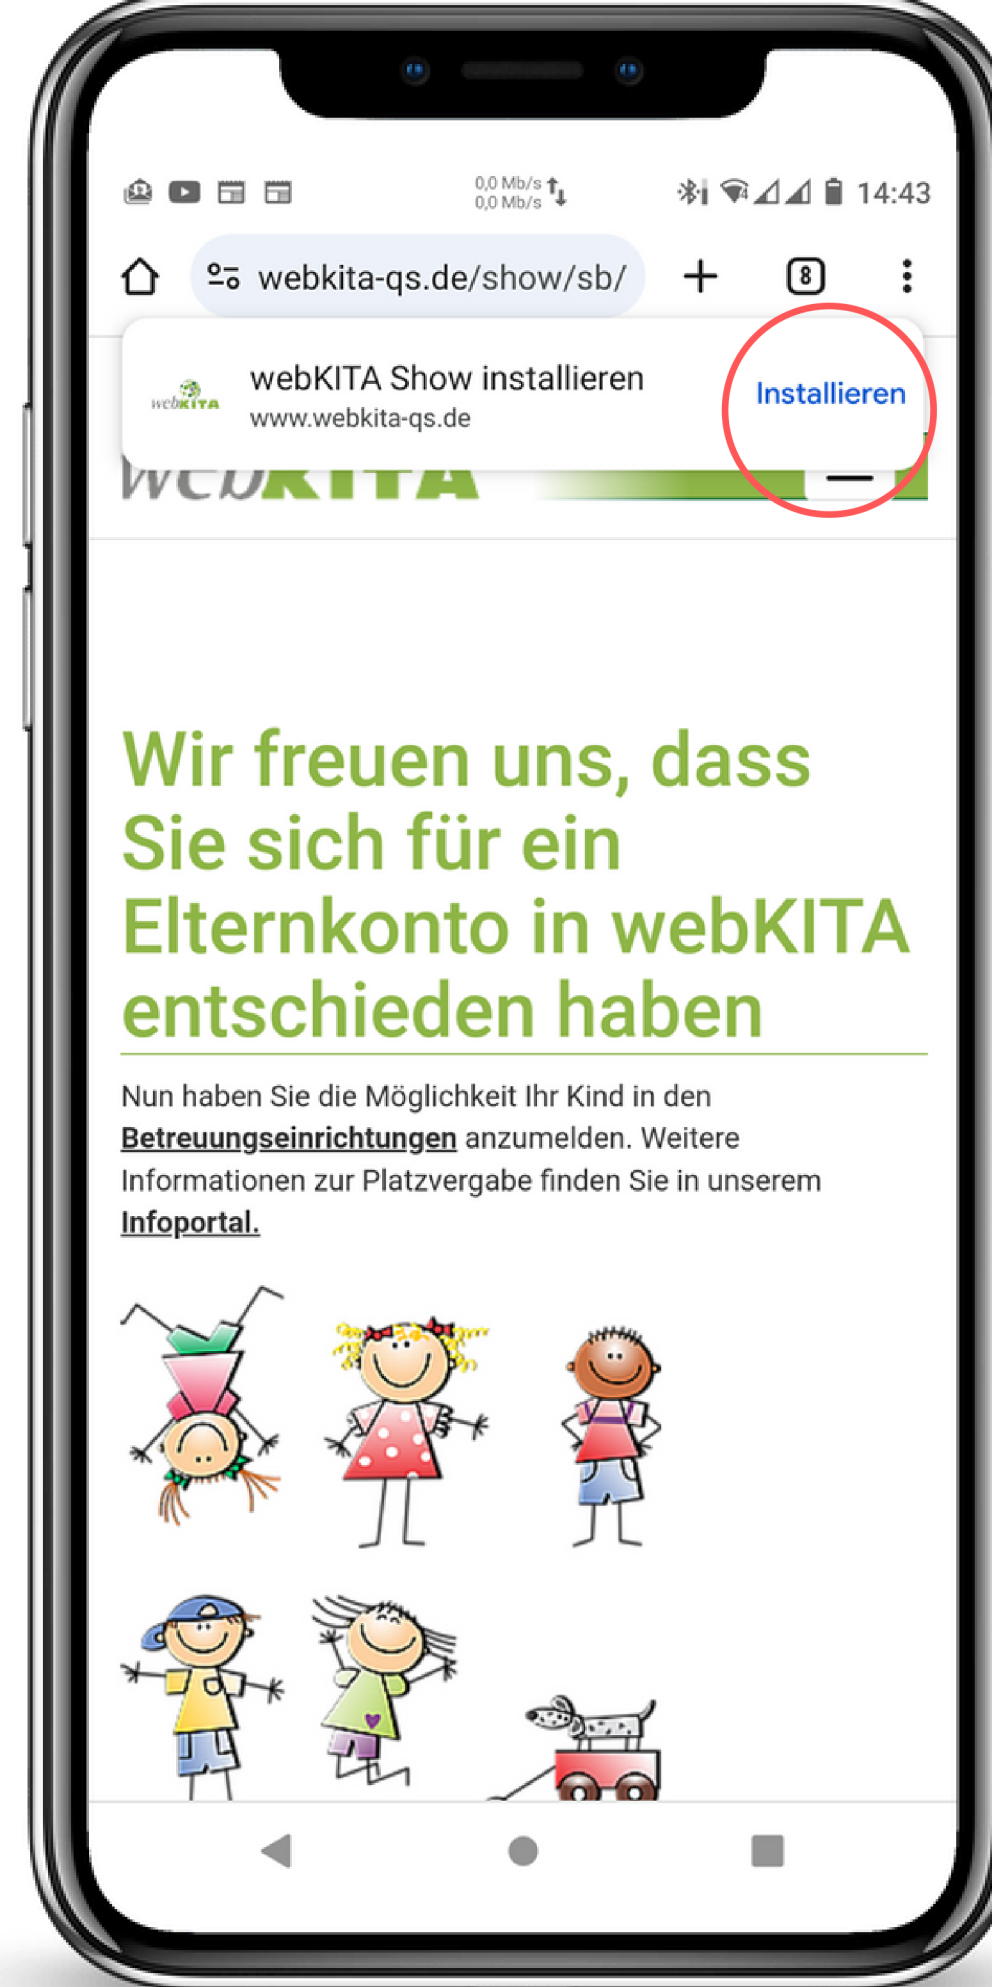 0,0 Mb/s
0,0 Mb/s
4
14:43
webkita-qs.de/show/sb/
8
webKITA Show installieren
webKITA
www.webkita-qs.de
Installieren
webKITA
Wir freuen uns, dass
Sie sich für ein
Elternkonto in webKITA
entschieden haben
Nun haben Sie die Möglichkeit Ihr Kind in den
Betreuungseinrichtungen anzumelden. Weitere
Informationen zur Platzvergabe finden Sie in unserem
Infoportal.